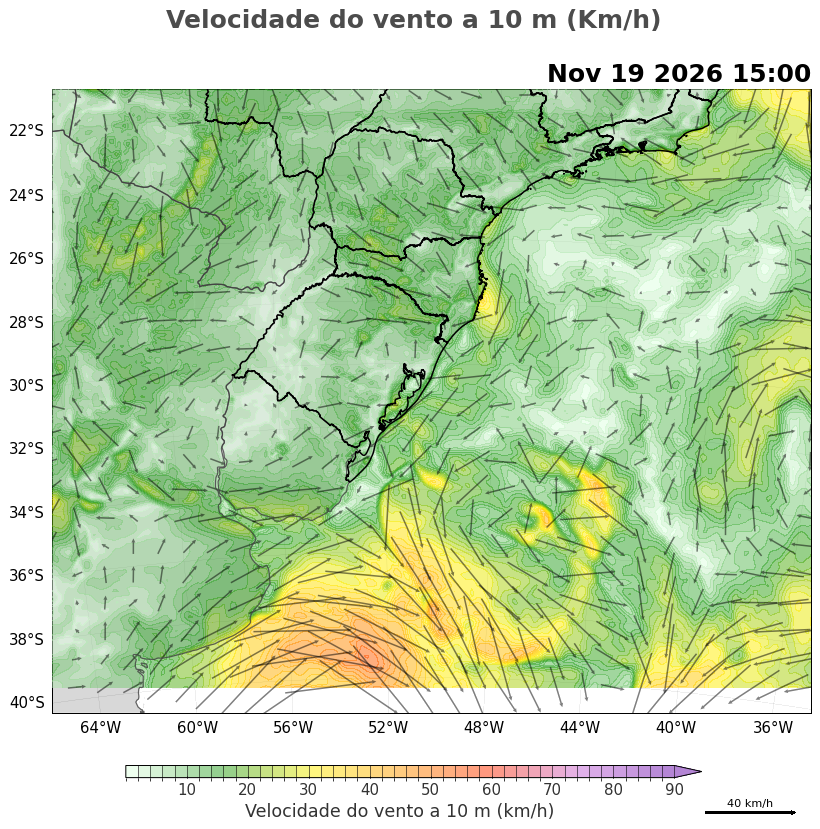 Velocidade do vento a 10 m (Km/h)
Nov 19 2026 15:00
22°S
24°S
26°S
28°S
30°S
32°S
34°S
36°S
38°S
40°S
64°W 60°W 56°W 52°W 48°W 44°W 40°W 36°W
10 20 30 40 50 60 70 80 90
Velocidade do vento a 10 m (km/h)
40 km/h